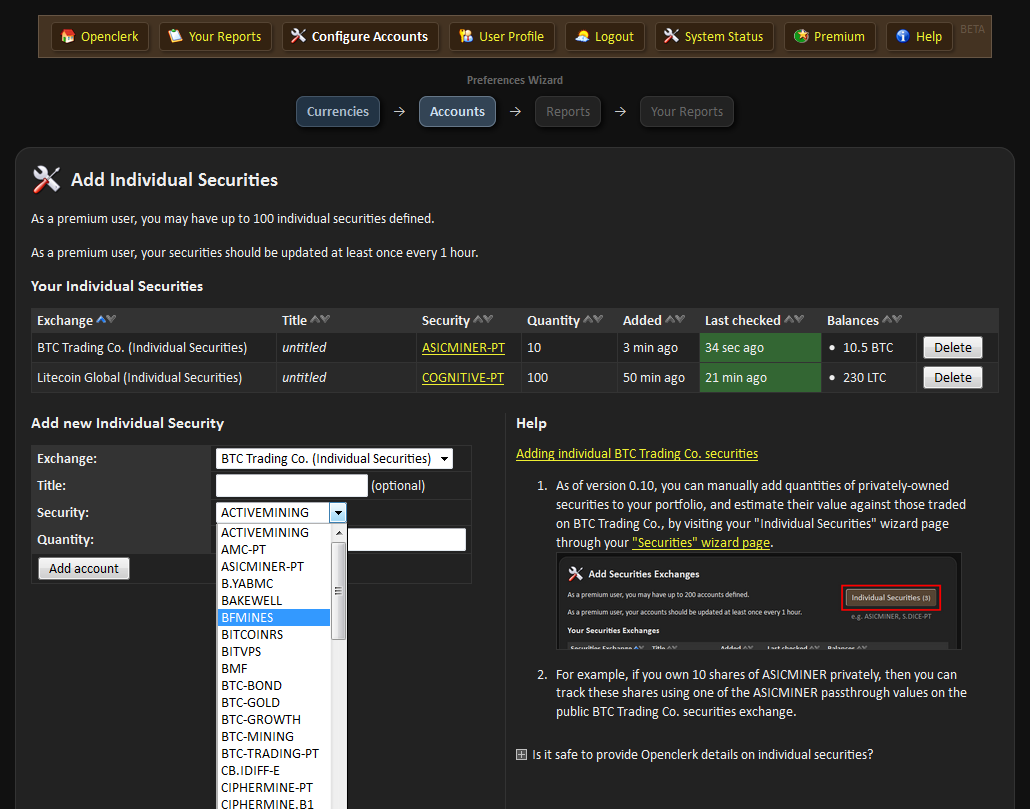 Openclerk Your Reports Configure Accounts User Profile Logout System Status Premium Help BETA
Preferences Wizard
Currencies → Accounts → Reports → Your Reports
Add Individual Securities
As a premium user, you may have up to 100 individual securities defined.
As a premium user, your securities should be updated at least once every 1 hour.
Your Individual Securities
Exchange Title Security Quantity Added Last checked Balances
BTC Trading Co. (Individual Securities) untitled ASICMINER-PT 10 3 min ago 34 sec ago • 10.5 BTC Delete
Litecoin Global (Individual Securities) untitled COGNITIVE-PT 100 50 min ago 21 min ago • 230 LTC Delete
Add new Individual Security
Exchange: BTC Trading Co. (Individual Securities)
Title: (optional)
Security: ACTIVEMINING
Quantity:
Add account
ACTIVEMINING
AMC-PT
ASICMINER-PT
B.YABMC
BAKEWELL
BFMINES
BITCOINRS
BITVPS
BMF
BTC-BOND
BTC-GOLD
BTC-GROWTH
BTC-MINING
BTC-TRADING-PT
CB.IDIFF-E
CIPHERMINE-PT
CIPHERMINE.B1
Help
Adding individual BTC Trading Co. securities
1. As of version 0.10, you can manually add quantities of privately-owned
securities to your portfolio, and estimate their value against those traded
on BTC Trading Co., by visiting your "Individual Securities" wizard page
through your "Securities" wizard page.
Add Securities Exchanges
As a premium user, you may have up to 200 accounts defined.
Individual Securities (3)
As a premium user, your accounts should be updated at least once every 1 hour.
e.g. ASICMINER, S.DICE-PT
Your Securities Exchanges
Securities Exchange Title Added Last checked Balances
2. For example, if you own 10 shares of ASICMINER privately, then you can
track these shares using one of the ASICMINER passthrough values on the
public BTC Trading Co. securities exchange.
Is it safe to provide Openclerk details on individual securities?